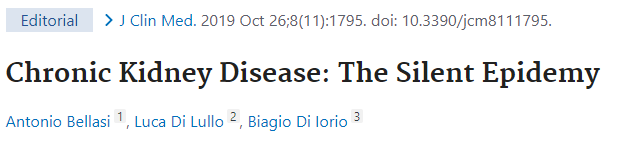 Editorial
J Clin Med. 2019 Oct 26;8(11):1795. doi: 10.3390/jcm8111795.
Chronic Kidney Disease: The Silent Epidemy
Antonio Bellasi 1, Luca Di Lullo 2, Biagio Di Iorio 3